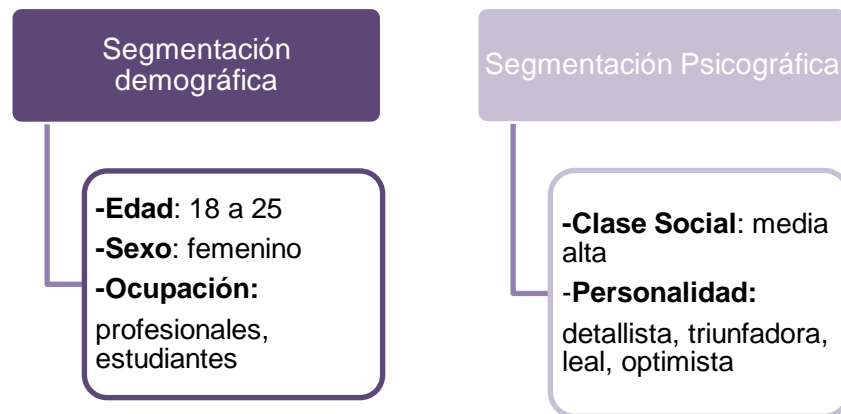 Segmentación
demográfica
-Edad: 18 a 25
-Sexo: femenino
-Ocupación:
profesionales,
estudiantes
Segmentación Psicográfica
-Clase Social: media
alta
-Personalidad:
detallista, triunfadora,
leal, optimista